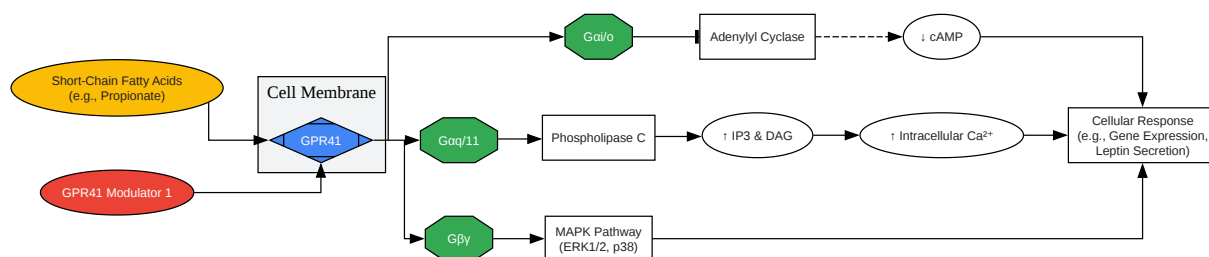 Short-Chain Fatty Acids
(e.g., Propionate)
GPR41 Modulator 1
Cell Membrane
GPR41
Gαi/o
Adenylyl Cyclase
↓ cAMP
Gαq/11
Phospholipase C
↑ IP3 & DAG
↑ Intracellular Ca²⁺
Cellular Response
(e.g., Gene Expression,
Leptin Secretion)
Gβγ
MAPK Pathway
(ERK1/2, p38)